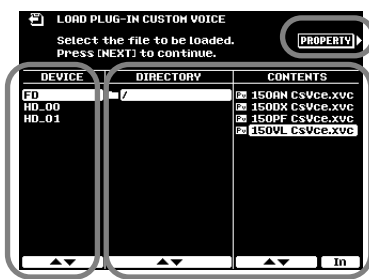 LOAD PLUG-IN CUSTOM VOICE
Select the file to be loaded.
Press [NEXT] to continue.
PROPERTY
DEVICE DIRECTORY CONTENTS
FD / 150AN CsVce.xvc
HD_00 150DX CsVce.xvc
HD_01 150PF CsVce.xvc
150VL CsVce.xvc
In